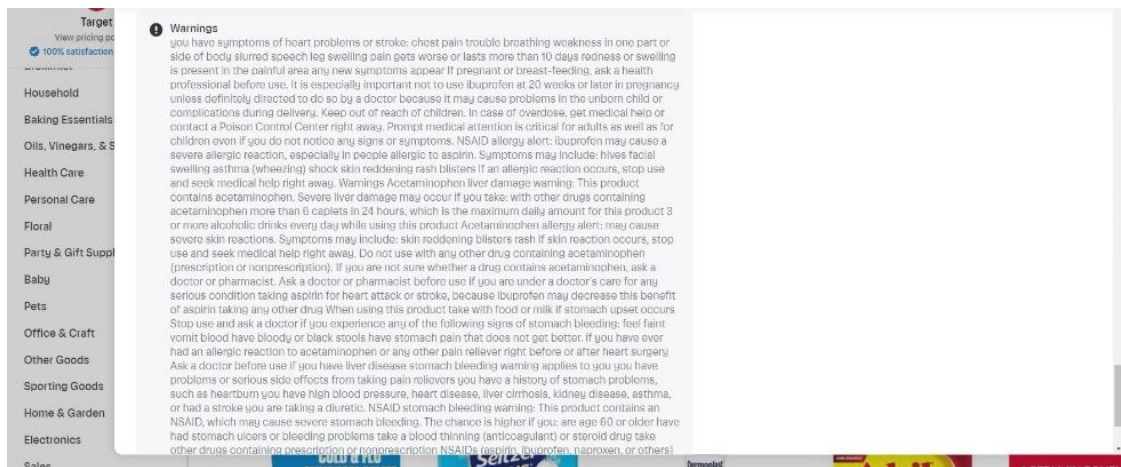 Target
View pricing po
100% satisfaction
Household
Baking Essentials
Oils, Vinegars, & S
Health Care
Personal Care
Floral
Party & Gift Suppl
Baby
Pets
Office & Craft
Other Goods
Sporting Goods
Home & Garden
Electronics
Sales
Warnings
you have symptoms of heart problems or stroke: chest pain trouble breathing weakness in one part or
side of body slurred speech leg swelling pain gets worse or lasts more than 10 days redness or swelling
is present in the painful area any new symptoms appear If pregnant or breast-feeding, ask a health
professional before use. It is especially important not to use ibuprofen at 20 weeks or later in pregnancy
unless definitely directed to do so by a doctor because it may cause problems in the unborn child or
complications during delivery. Keep out of reach of children. In case of overdose, get medical help or
contact a Poison Control Center right away. Prompt medical attention is critical for adults as well as for
children even if you do not notice any signs or symptoms. NSAID allergy alert: ibuprofen may cause a
severe allergic reaction, especially in people allergic to aspirin. Symptoms may include: hives facial
swelling asthma (wheezing) shock skin reddening rash blisters If an allergic reaction occurs, stop use
and seek medical help right away. Warnings Acetaminophen liver damage warning: This product
contains acetaminophen. Severe liver damage may occur if you take: with other drugs containing
acetaminophen more than 6 caplets in 24 hours, which is the maximum daily amount for this product 3
or more alcoholic drinks every day while using this product Acetaminophen allergy alert: may cause
severe skin reactions. Symptoms may include: skin reddening blisters rash If skin reaction occurs, stop
use and seek medical help right away. Do not use with any other drug containing acetaminophen
(prescription or nonprescription). If you are not sure whether a drug contains acetaminophen, ask a
doctor or pharmacist. Ask a doctor or pharmacist before use if you are under a doctor's care for any
serious condition taking aspirin for heart attack or stroke, because ibuprofen may decrease this benefit
of aspirin taking any other drug When using this product take with food or milk if stomach upset occurs
Stop use and ask a doctor if you experience any of the following signs of stomach bleeding: feel faint
vomit blood have bloody or black stools have stomach pain that does not get better. If you have ever
had an allergic reaction to acetaminophen or any other pain reliever right before or after heart surgery
Ask a doctor before use if you have liver disease stomach bleeding warning applies to you you have
problems or serious side effects from taking pain relievers you have a history of stomach problems,
such as heartburn you have high blood pressure, heart disease, liver cirrhosis, kidney disease, asthma,
or had a stroke you are taking a diuretic. NSAID stomach bleeding warning: This product contains an
NSAID, which may cause severe stomach bleeding. The chance is higher if you: are age 60 or older have
had stomach ulcers or bleeding problems take a blood thinning (anticoagulant) or steroid drug take
other drugs containing prescription or nonprescription NSAIDs (aspirin, ibuprofen, naproxen, or others)
COLD & FLU
Seltzer
Dermoplast
Advil